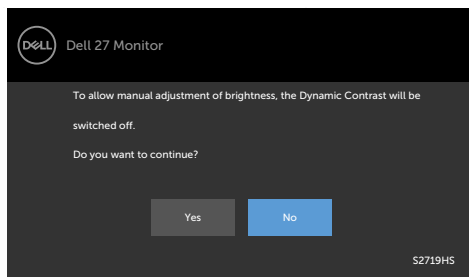 DELL
Dell 27 Monitor
To allow manual adjustment of brightness, the Dynamic Contrast will be
switched off.
Do you want to continue?
Yes
No
S2719HS